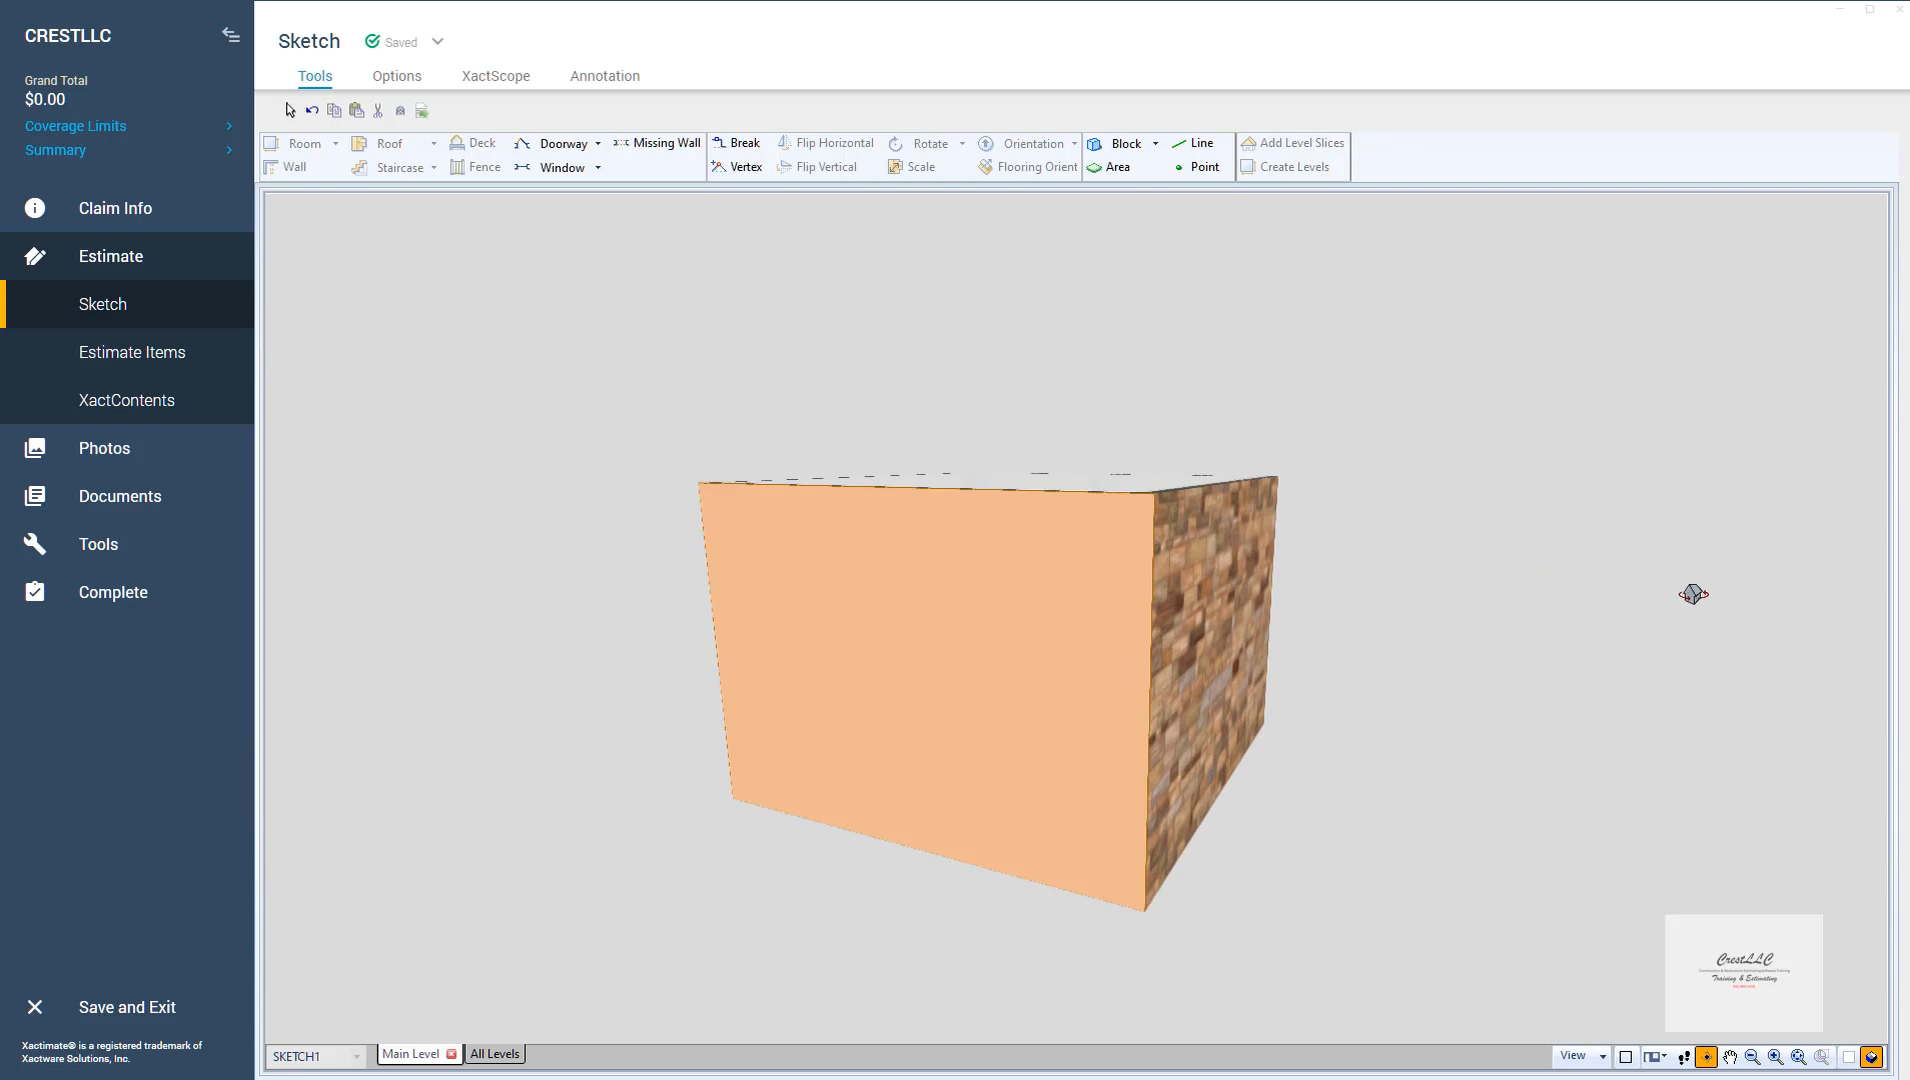 CRESTLLC
Grand Total
$0.00
Coverage Limits
Summary
Claim Info
Estimate
Sketch
Estimate Items
XactContents
Photos
Documents
Tools
Complete
Save and Exit
Xactimate® is a registered trademark of
Xactware Solutions, Inc.
Sketch
Saved
Tools
Options
XactScope
Annotation
Room
Roof
Deck
Doorway
Missing Wall
Break
Flip Horizontal
Rotate
Orientation
Block
Line
Add Level Slices
Wall
Staircase
Fence
Window
Vertex
Flip Vertical
Scale
Flooring Orient
Area
Point
Create Levels
CrestLLC
Training & Estimating
SKETCH1
Main Level
All Levels
View